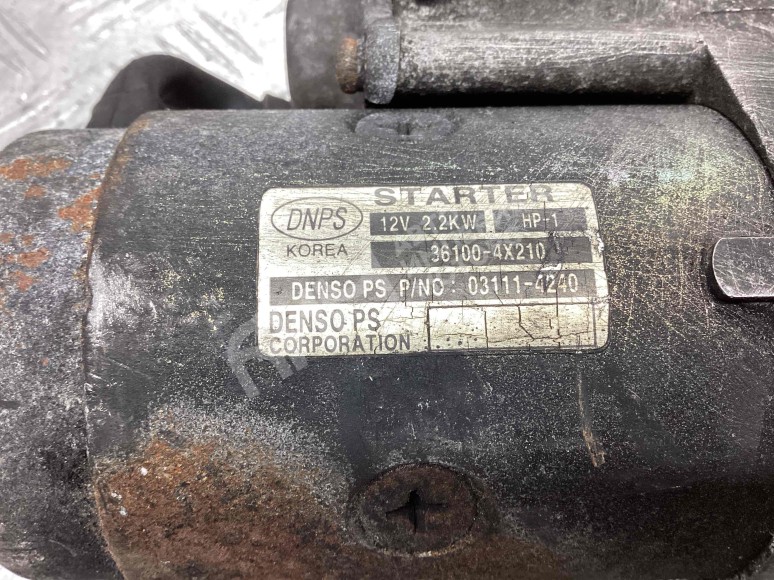 STARTER
DNPS 12V 2.2KW HP-1
KOREA 36100-4X210
DENSO PS P/NO : 03111-4240
DENSO PS
CORPORATION